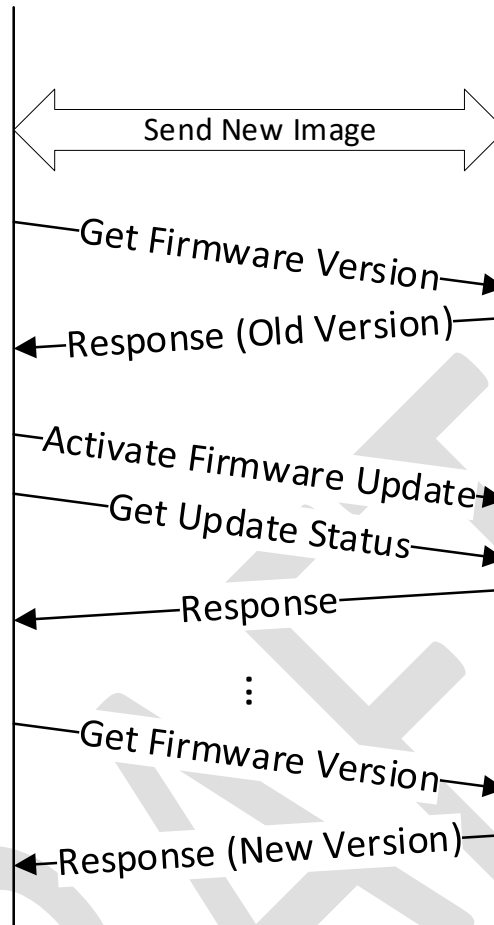 Send New Image
Get Firmware Version
Response (Old Version)
Activate Firmware Update
Get Update Status
Response
...
Get Firmware Version
Response (New Version)